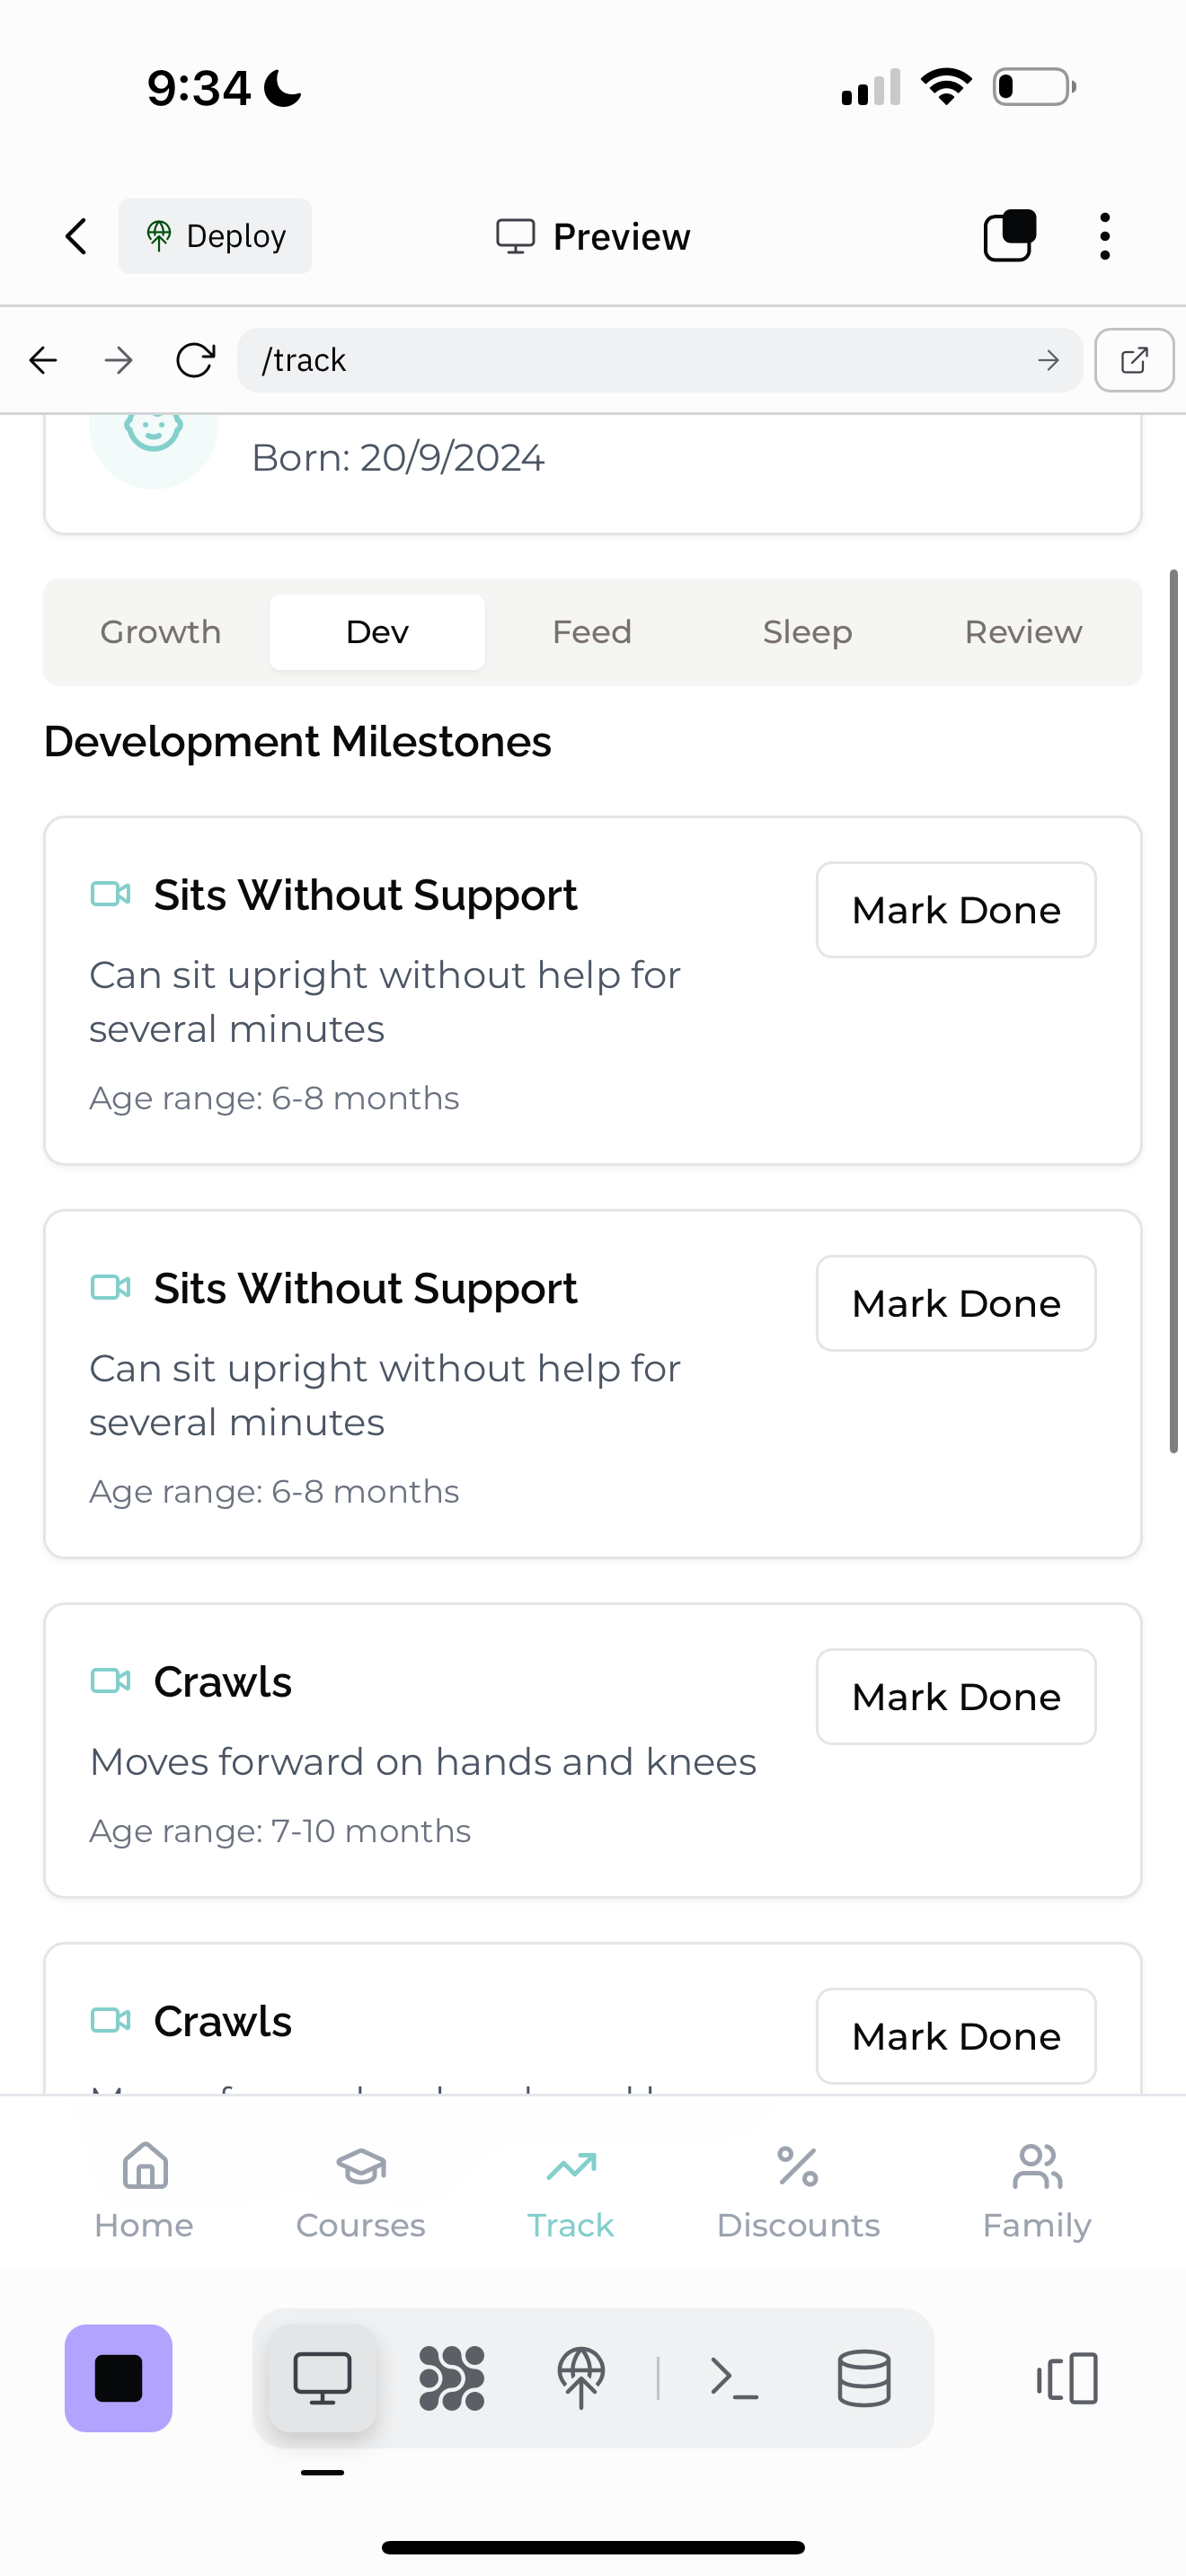 9:34
Deploy
Preview
/track
Born: 20/9/2024
Growth
Dev
Feed
Sleep
Review
Development Milestones
Sits Without Support
Mark Done
Can sit upright without help for
several minutes
Age range: 6-8 months
Sits Without Support
Mark Done
Can sit upright without help for
several minutes
Age range: 6-8 months
Crawls
Mark Done
Moves forward on hands and knees
Age range: 7-10 months
Crawls
Mark Done
Home
Courses
Track
Discounts
Family